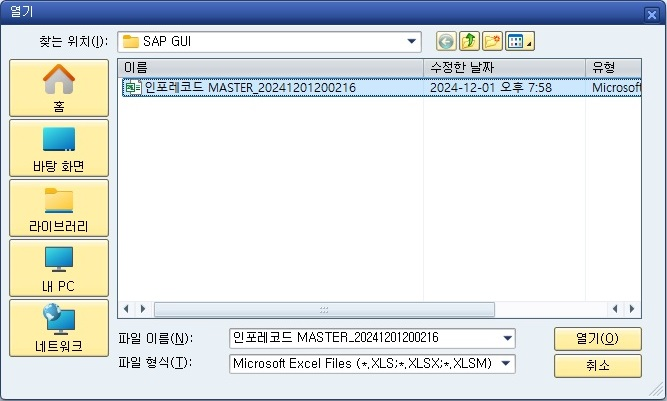 열기
찾는 위치(I):
SAP GUI
홈
바탕 화면
라이브러리
내 PC
네트워크
이름
수정한 날짜
유형
인포레코드 MASTER_20241201200216
2024-12-01 오후 7:58
Microsoft
파일 이름(N):
인포레코드 MASTER_20241201200216
열기(O)
파일 형식(T):
Microsoft Excel Files (*.XLS;*.XLSX;*.XLSM)
취소